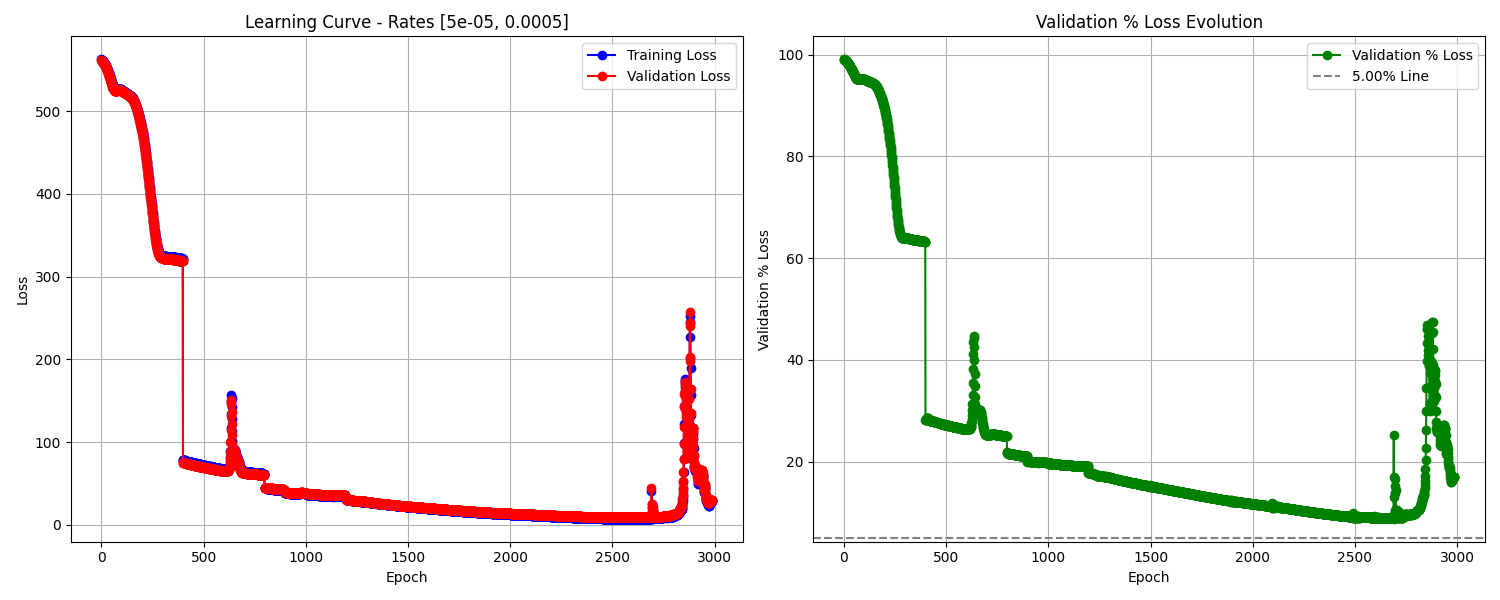 Learning Curve - Rates [5e-05, 0.0005]
Training Loss
Validation Loss
500
400
300
200
100
0
Loss
0
500
1000
1500
2000
2500
3000
Epoch
Validation % Loss Evolution
Validation % Loss
5.00% Line
100
80
60
40
20
Validation % Loss
0
500
1000
1500
2000
2500
3000
Epoch